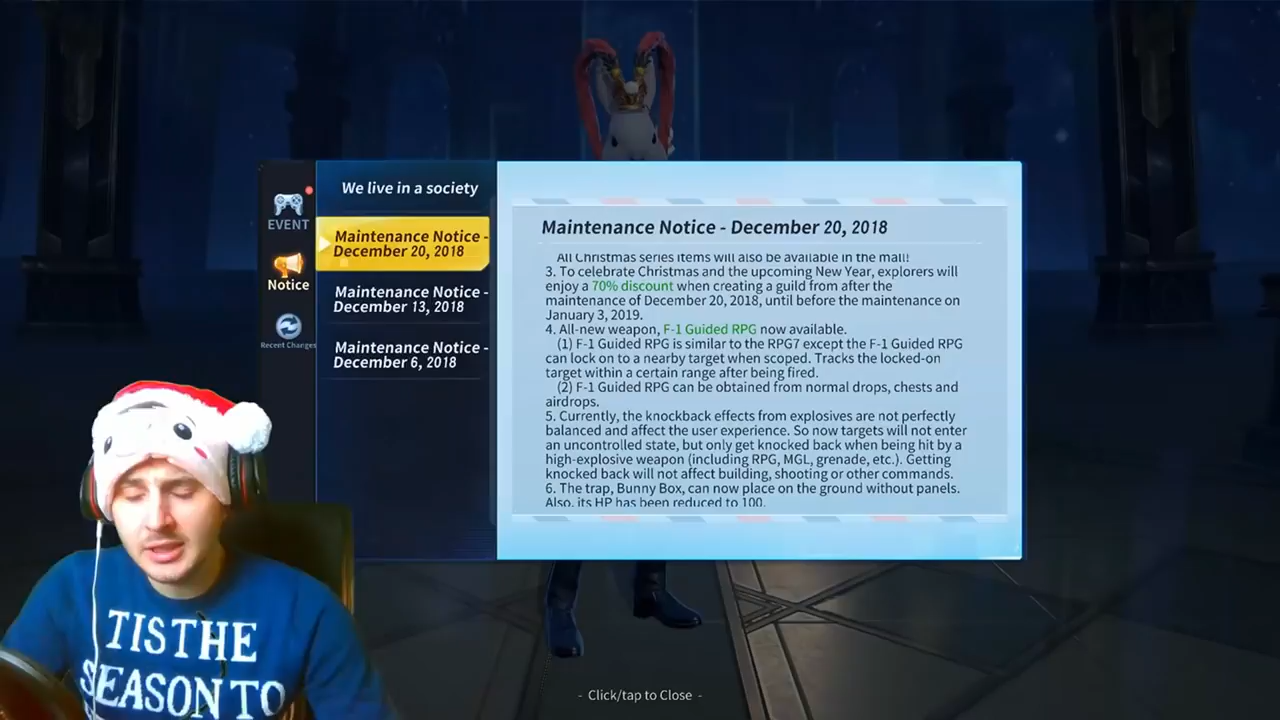 We live in a society
EVENT
Maintenance Notice -
December 20, 2018
Notice
Maintenance Notice -
December 13, 2018
Recent Changes
Maintenance Notice -
December 6, 2018
Maintenance Notice - December 20, 2018
All Christmas series items will also be available in the mall!
3. To celebrate Christmas and the upcoming New Year, explorers will
enjoy a 70% discount when creating a guild from after the
maintenance of December 20, 2018, until before the maintenance on
January 3, 2019.
4. All-new weapon, F-1 Guided RPG now available.
(1) F-1 Guided RPG is similar to the RPG7 except the F-1 Guided RPG
can lock on to a nearby target when scoped. Tracks the locked-on
target within a certain range after being fired.
(2) F-1 Guided RPG can be obtained from normal drops, chests and
airdrops.
5. Currently, the knockback effects from explosives are not perfectly
balanced and affect the user experience. So now targets will not enter
an uncontrolled state, but only get knocked back when being hit by a
high-explosive weapon (including RPG, MGL, grenade, etc.). Getting
knocked back will not affect building, shooting or other commands.
6. The trap, Bunny Box, can now place on the ground without panels.
Also, its HP has been reduced to 100.
TIS THE
SEASON TO
- Click/tap to Close -